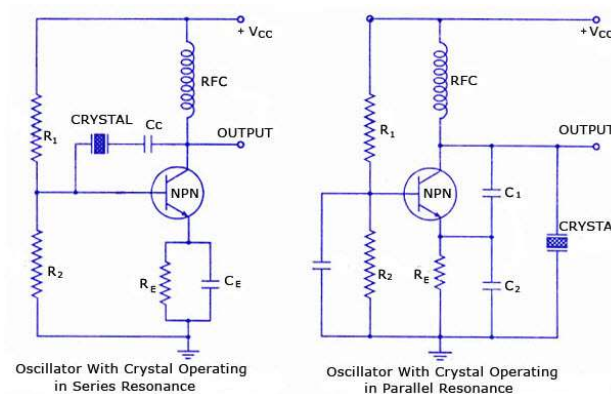 + VCC
RFC
CRYSTAL
CC
OUTPUT
R1
NPN
R2
RE
CE
Oscillator With Crystal Operating
in Series Resonance
+ VCC
RFC
R1
OUTPUT
NPN
C1
CRYSTA
R2
RE
C2
Oscillator With Crystal Operating
in Parallel Resonance